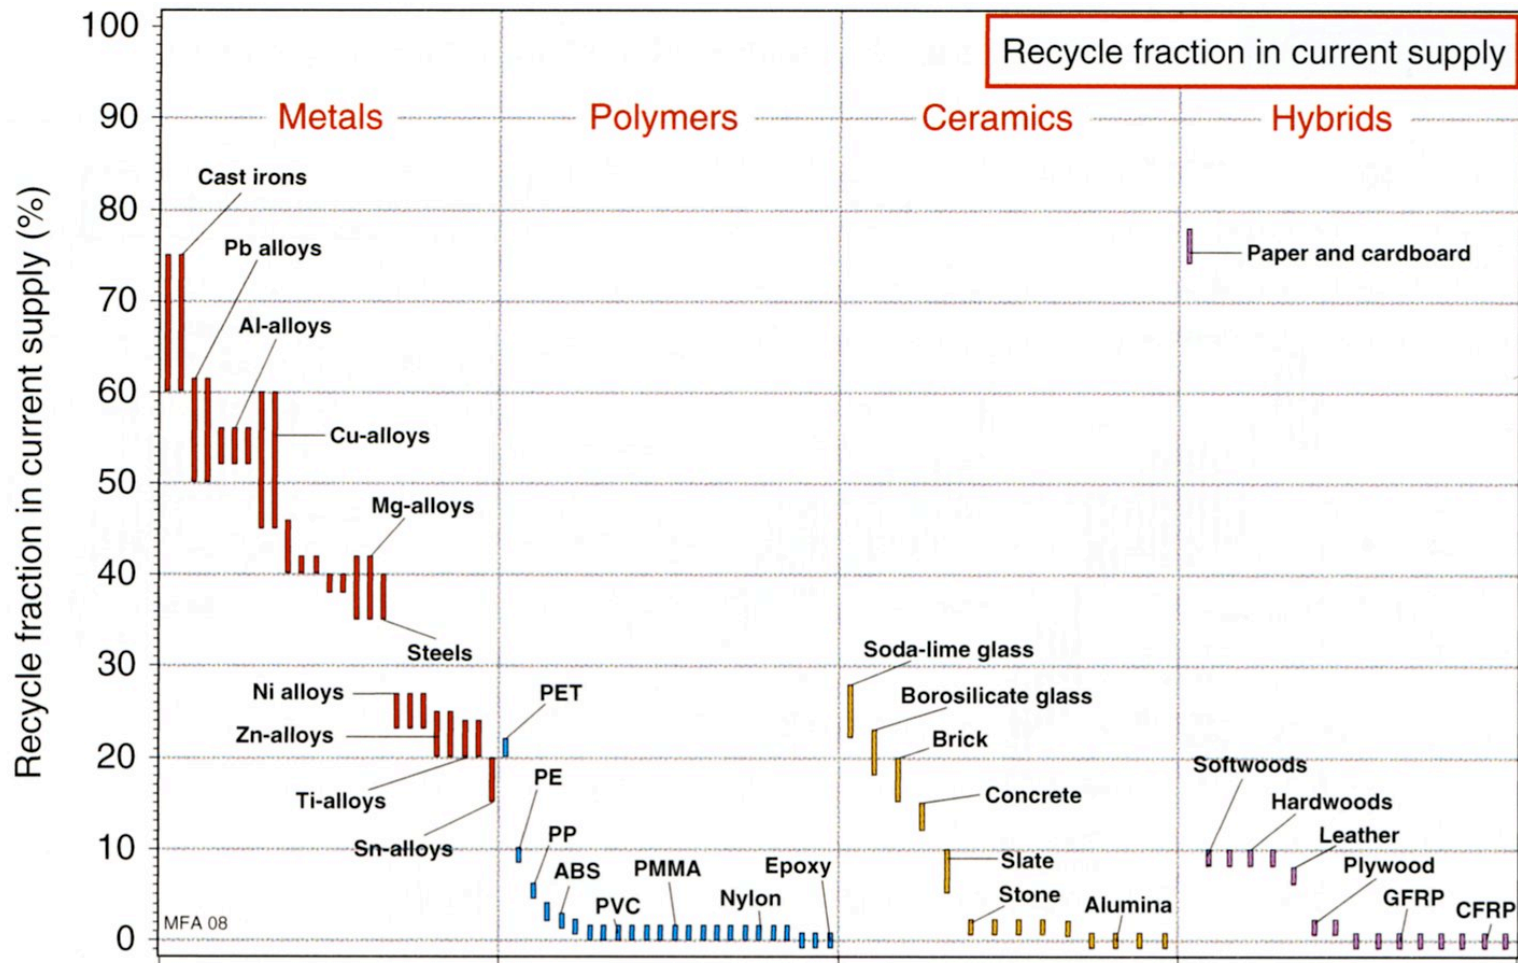 Recycle fraction in current supply
Recycle fraction in current supply (%)
100
90
80
70
60
50
40
30
20
10
0
Metals
Polymers
Ceramics
Hybrids
Cast irons
Pb alloys
Al-alloys
Cu-alloys
Mg-alloys
Steels
Ni alloys
Zn-alloys
Ti-alloys
Sn-alloys
PET
PE
PP
ABS
PVC
PMMA
Nylon
Epoxy
Soda-lime glass
Borosilicate glass
Brick
Concrete
Slate
Stone
Alumina
Paper and cardboard
Softwoods
Hardwoods
Leather
Plywood
GFRP
CFRP
MFA 08